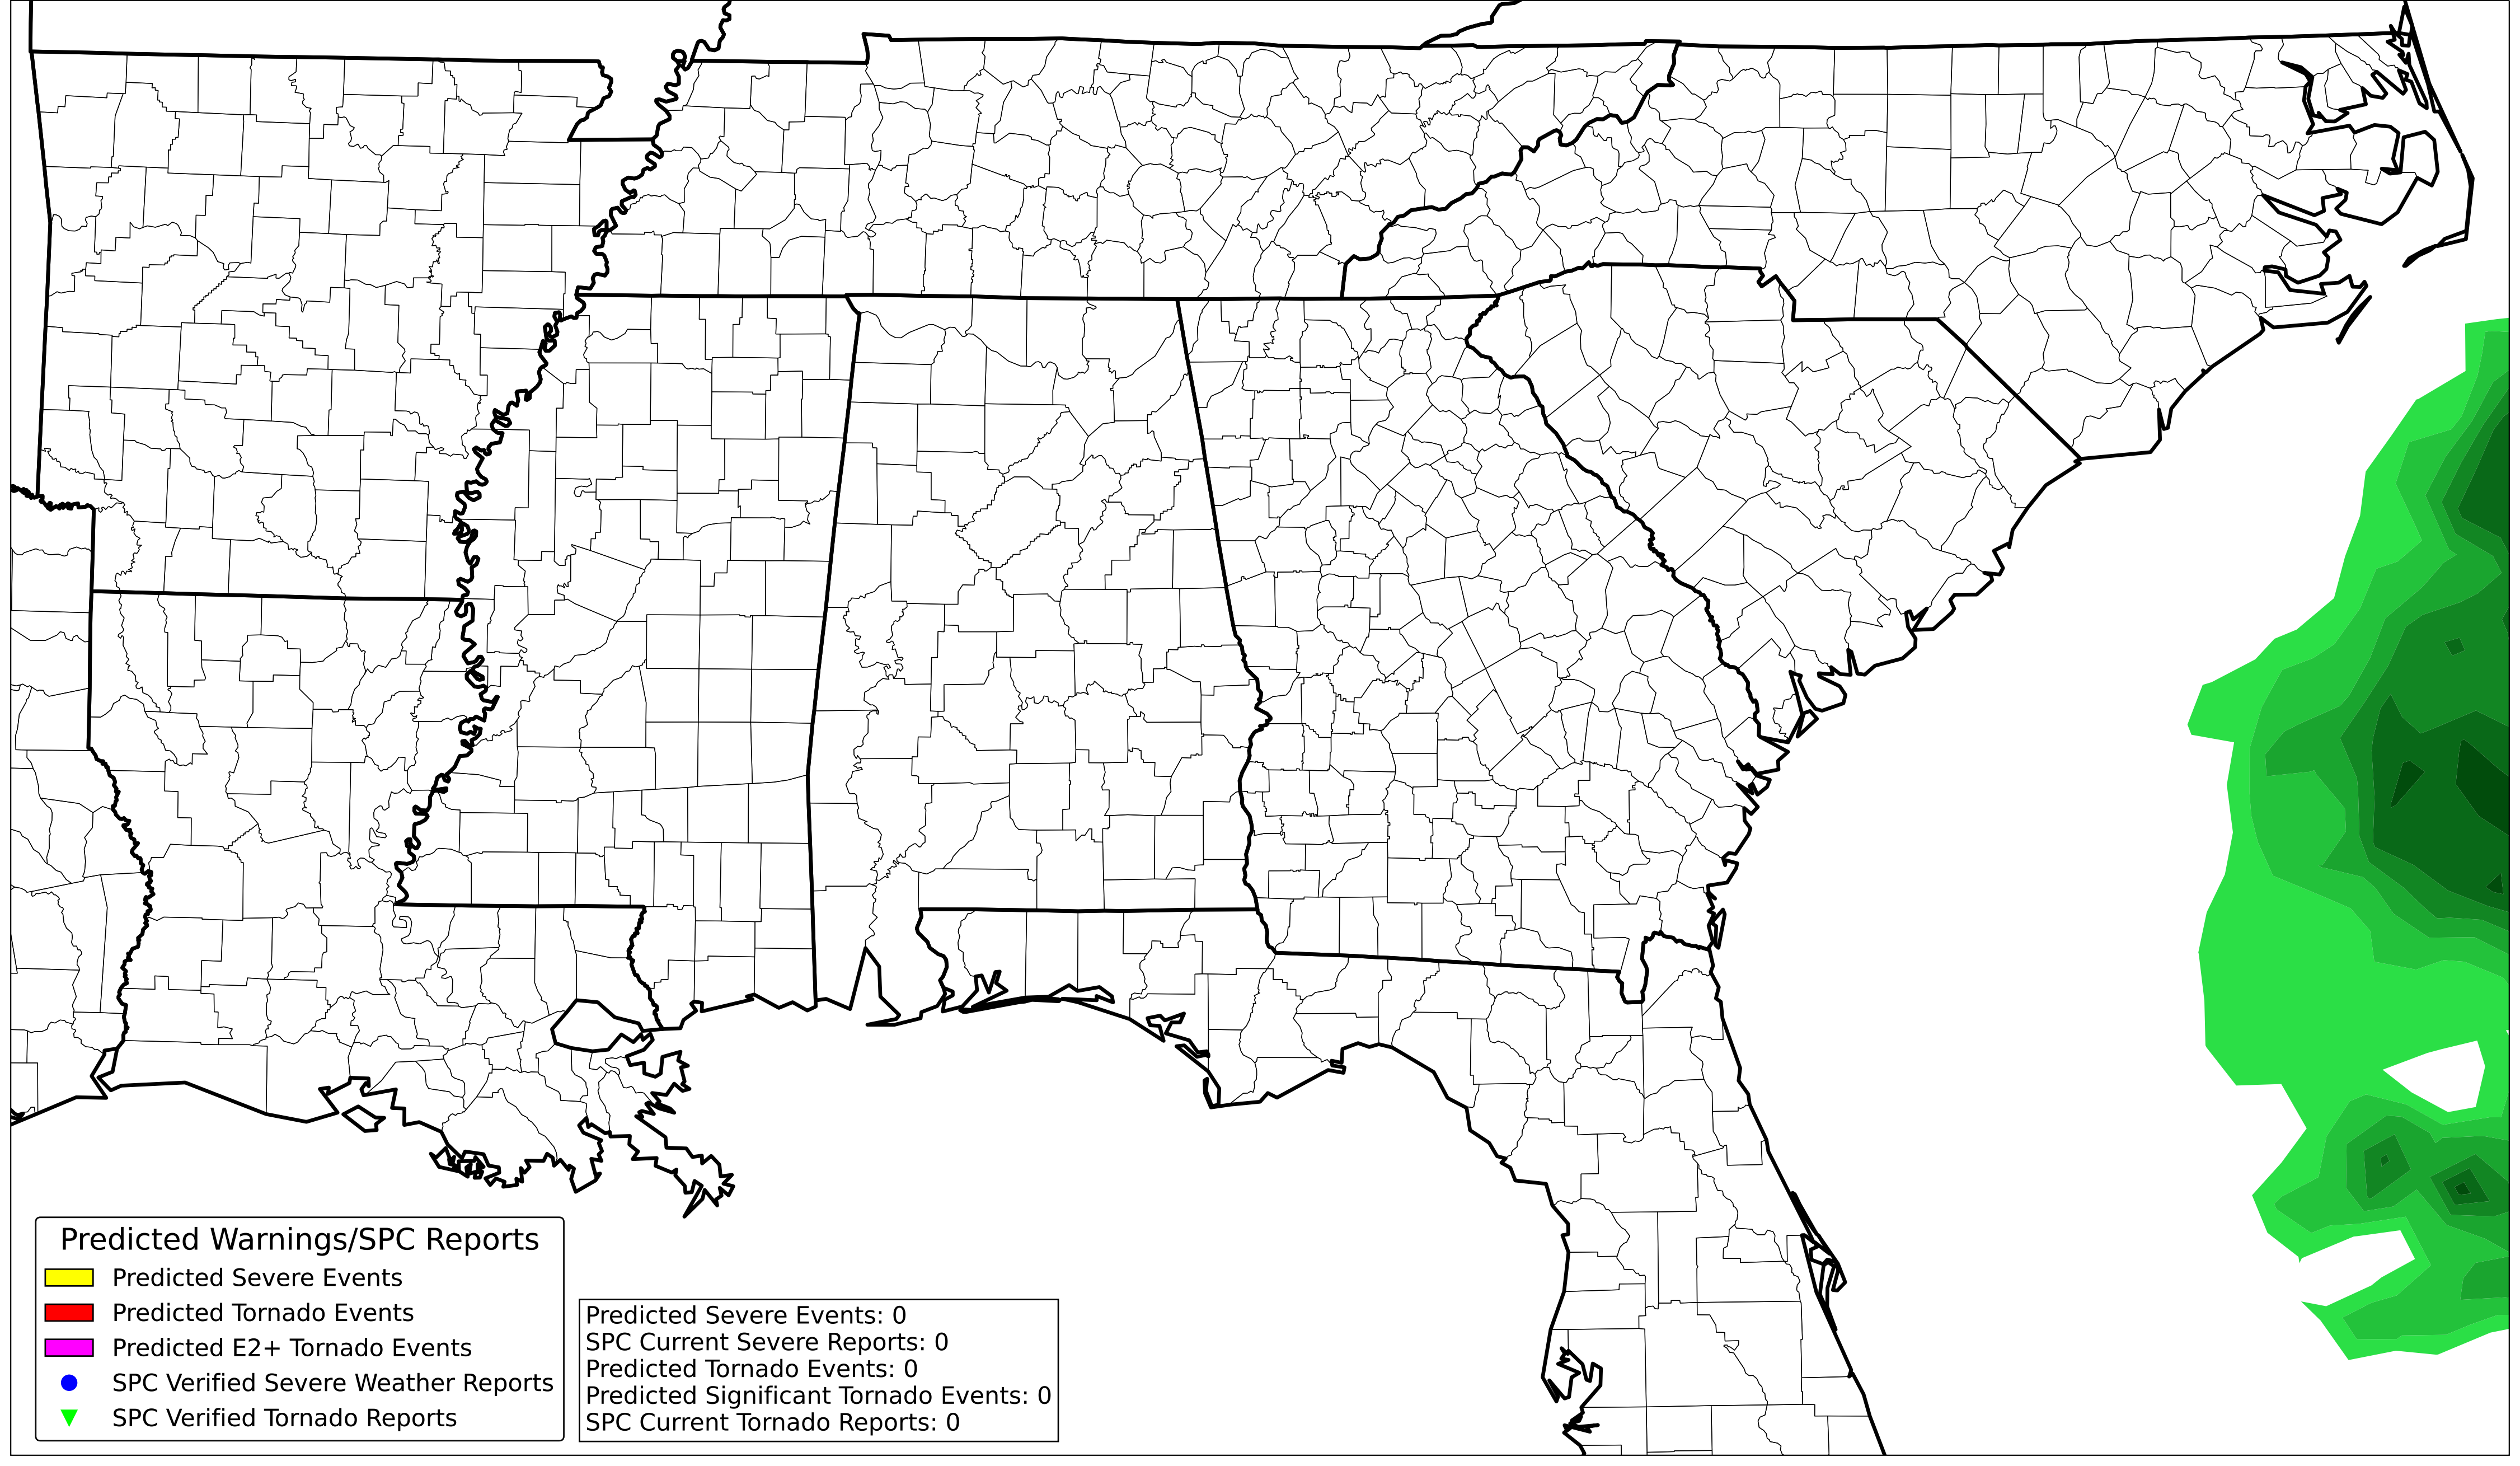 Predicted Warnings/SPC Reports
Predicted Severe Events
Predicted Tornado Events
Predicted E2+ Tornado Events
SPC Verified Severe Weather Reports
SPC Verified Tornado Reports
Predicted Severe Events: 0
SPC Current Severe Reports: 0
Predicted Tornado Events: 0
Predicted Significant Tornado Events: 0
SPC Current Tornado Reports: 0